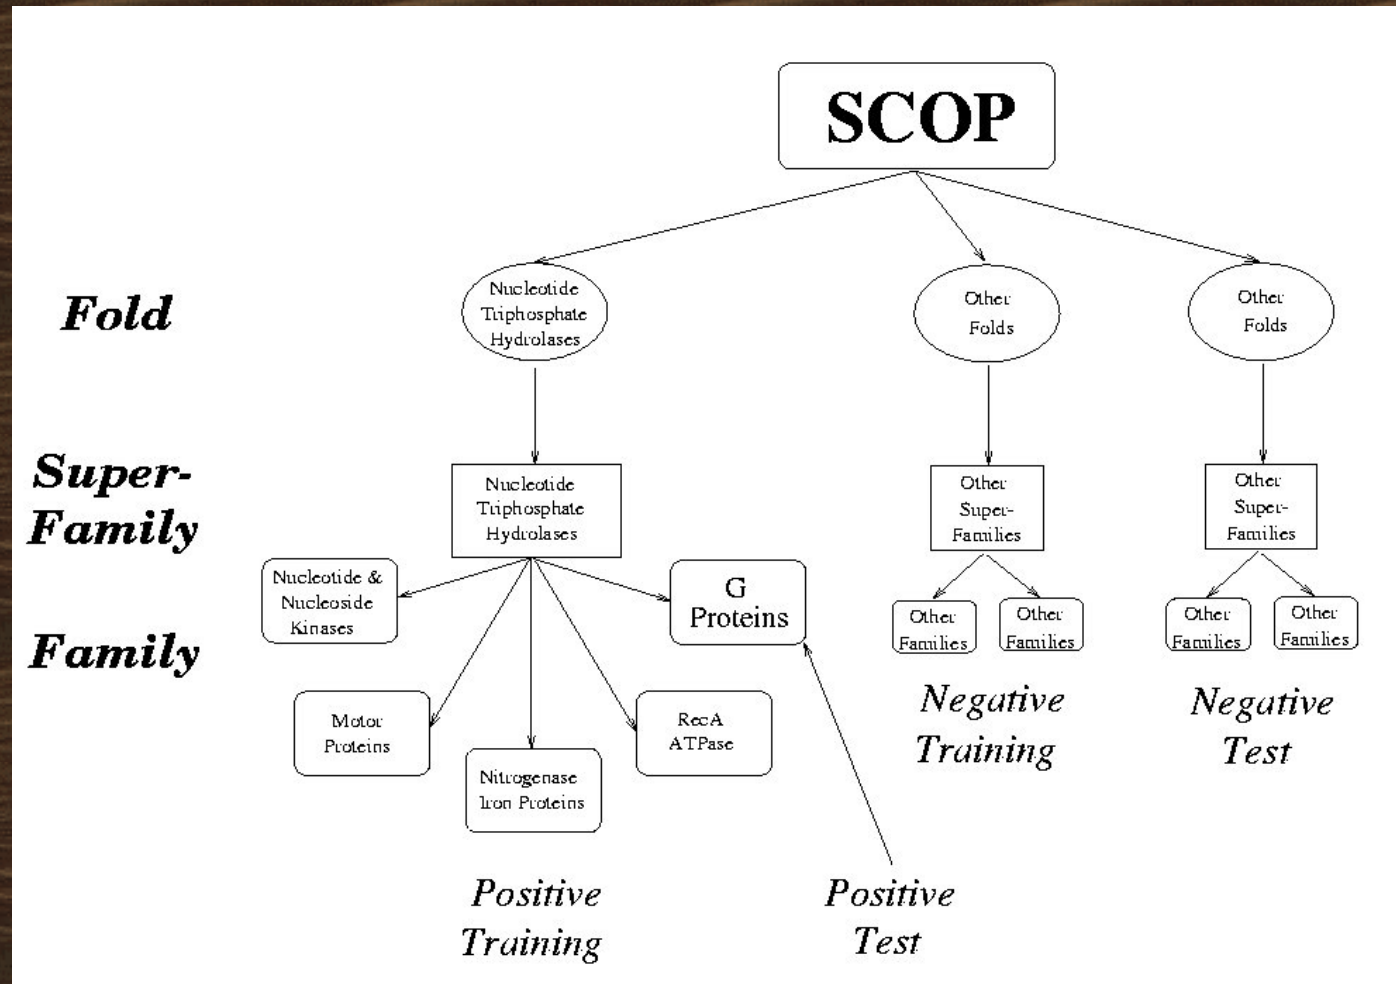 SCOP
Fold
Nucleotide
Triphosphate
Hydrolases
Other
Folds
Other
Folds
Super-
Family
Nucleotide
Triphosphate
Hydrolases
Other
Super-
Families
Other
Super-
Families
Family
Nucleotide &
Nucleoside
Kinases
G
Proteins
Other
Families
Other
Families
Other
Families
Other
Families
Motor
Proteins
Nitrogenase
Iron Proteins
RecA
ATPase
Negative
Training
Negative
Test
Positive
Training
Positive
Test